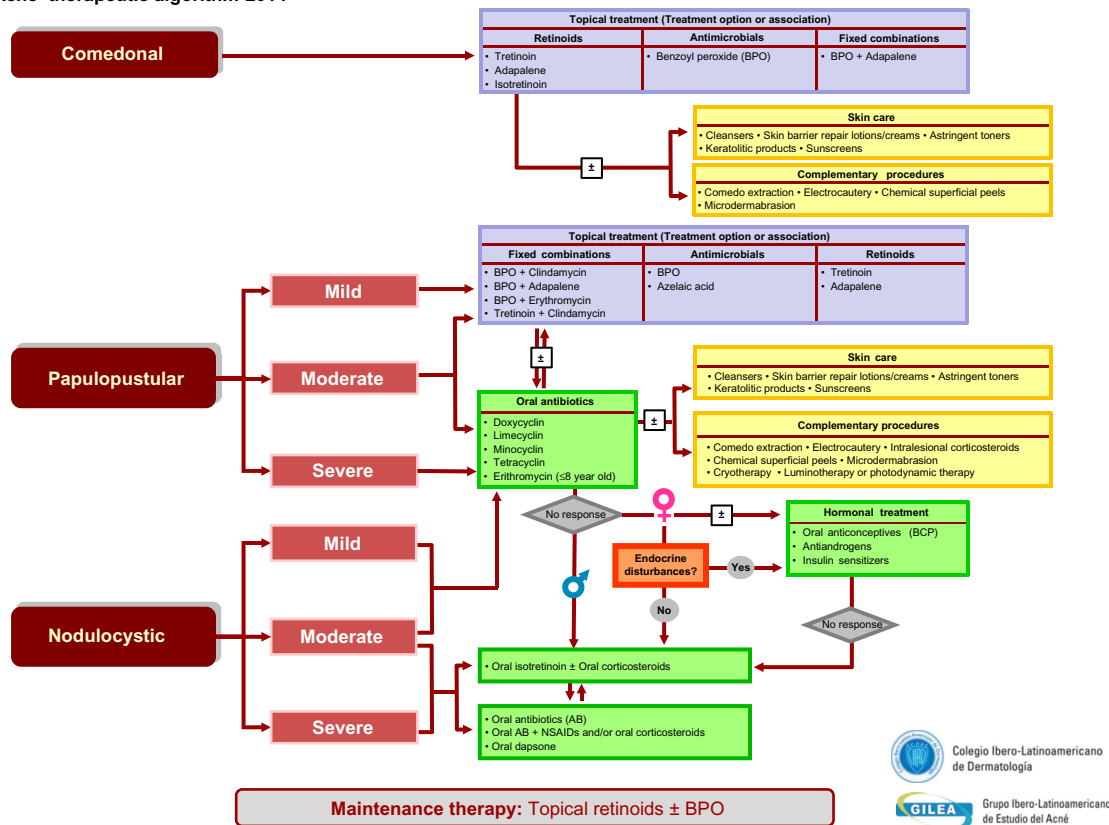 Comedonal
Topical treatment (Treatment option or association)
Retinoids
Antimicrobials
Fixed combinations
• Tretinoin
• Adapalene
• Isotretinoin
• Benzoyl peroxide (BPO)
• BPO + Adapalene
±
Skin care
• Cleansers • Skin barrier repair lotions/creams • Astringent toners
• Keratolitic products • Sunscreens
Complementary procedures
• Comedo extraction • Electrocautery • Chemical superficial peels
• Microdermabrasion
Papulopustular
Mild
Moderate
Severe
Topical treatment (Treatment option or association)
Fixed combinations
Antimicrobials
Retinoids
• BPO + Clindamycin
• BPO + Adapalene
• BPO + Erythromycin
• Tretinoin + Clindamycin
• BPO
• Azelaic acid
• Tretinoin
• Adapalene
±
Oral antibiotics
• Doxycyclin
• Limecyclin
• Minocyclin
• Tetracyclin
• Erithromycin (≤8 year old)
±
Skin care
• Cleansers • Skin barrier repair lotions/creams • Astringent toners
• Keratolitic products • Sunscreens
Complementary procedures
• Comedo extraction • Electrocautery • Intralesional corticosteroids
• Chemical superficial peels • Microdermabrasion
• Cryotherapy • Luminotherapy or photodynamic therapy
No response
±
Hormonal treatment
• Oral anticonceptives (BCP)
• Antiandrogens
• Insulin sensitizers
Endocrine
disturbances?
Yes
No
No response
Nodulocystic
Mild
Moderate
Severe
• Oral isotretinoin ± Oral corticosteroids
• Oral antibiotics (AB)
• Oral AB + NSAIDs and/or oral corticosteroids
• Oral dapsone
Maintenance therapy: Topical retinoids ± BPO
Colegio Ibero-Latinoamericano
de Dermatología
GILEA
Grupo Ibero-Latinoamericano
de Estudio del Acné